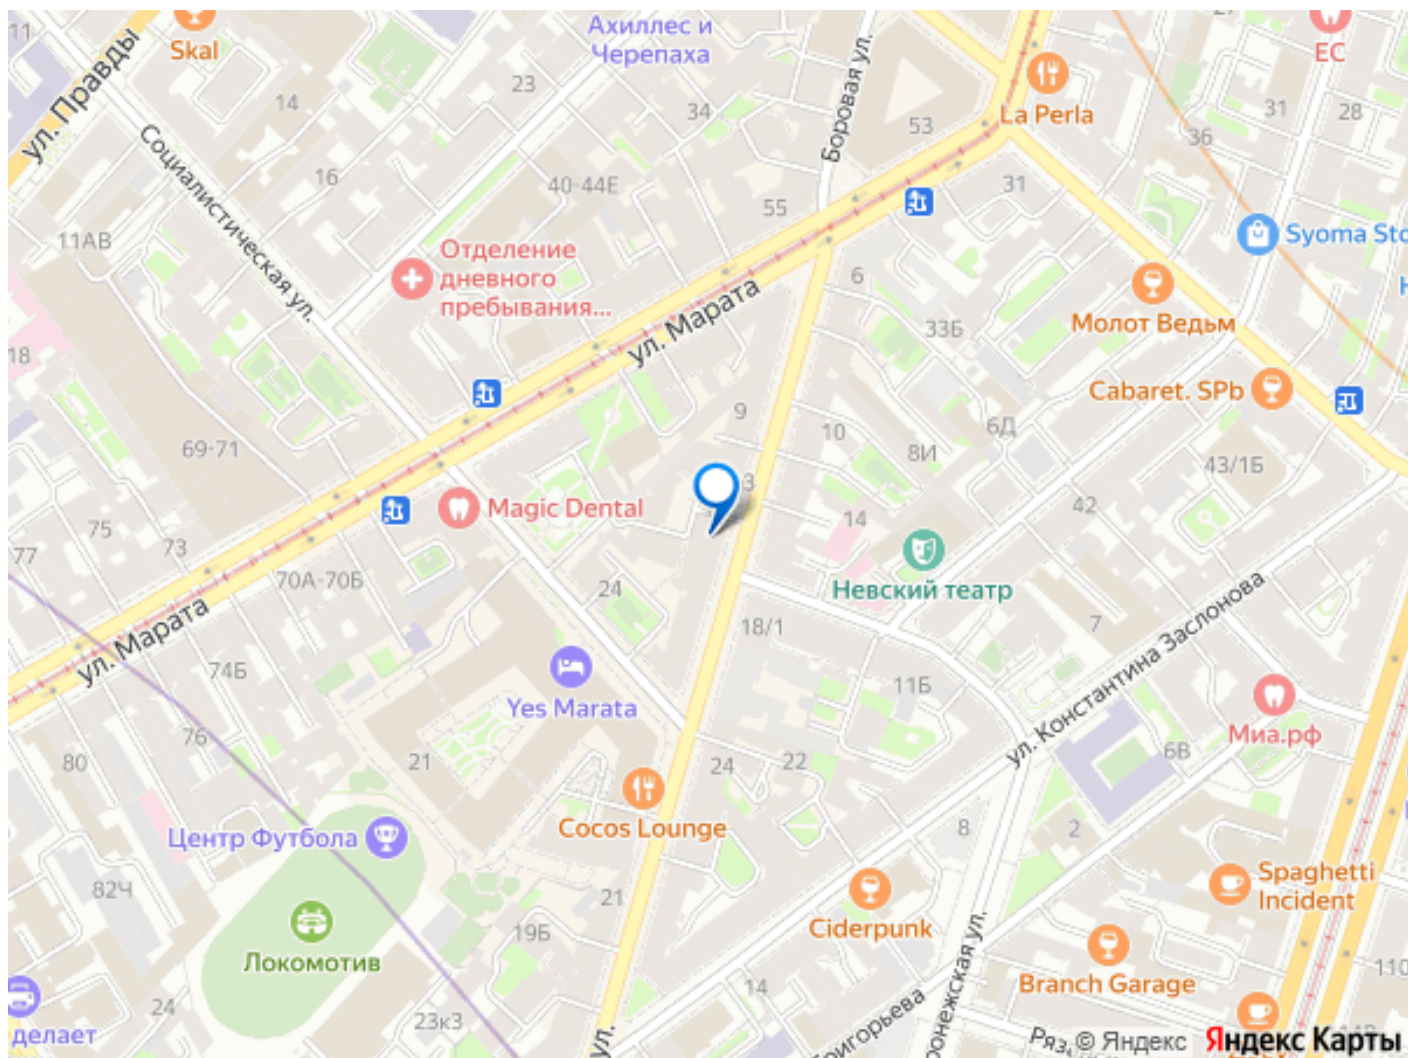 11
Skal
ул. Правды
14
23
Ахиллес и
Черепаха
34
Боровая ул.
53
La Perla
ЕС
31
28
36
Социалистическая ул.
16
40-44Е
55
31
11АВ
Отделение
дневного
пребывания...
6
Syoma Sto
18
ул. Марата
33Б
Молот Ведьм
Cabaret. SPb
9
10
6Д
8И
69-71
43/1Б
3
42
14
Magic Dental
75
73
77
70А-70Б
24
Невский театр
ул. Марата
18/1
7
ул. Константина Заслонова
74Б
11Б
Yes Marata
Миа.рф
76
80
21
24
22
6В
Cocos Lounge
8
2
Центр Футбола
82Ч
21
Spaghetti
Incident
Ciderpunk
19Б
Локомотив
Branch Garage
110
14
24
23к3
делает
ул.
© Яндекс
Яндекс Карты